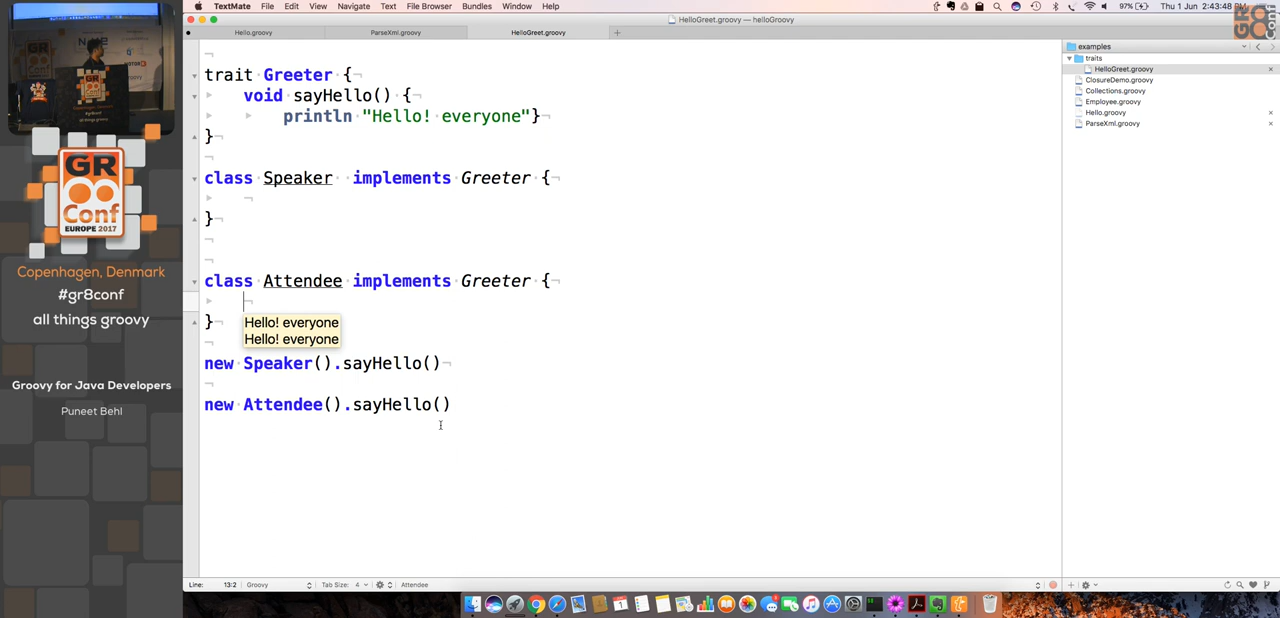 TextMate File Edit View Navigate Text File Browser Bundles Window Help
97% Thu 1 Jun 2:43:48
HelloGreet.groovy — helloGroovy
Hello.groovy ParseXml.groovy HelloGreet.groovy
trait Greeter {
void sayHello() {
println "Hello! everyone"}
}
class Speaker implements Greeter {
}
class Attendee implements Greeter {
}
Hello! everyone
Hello! everyone
new Speaker().sayHello()
new Attendee().sayHello()
Line: 13:2 Groovy Tab Size: 4 Attendee
examples
traits
HelloGreet.groovy
ClosureDemo.groovy
Collections.groovy
Employee.groovy
Hello.groovy
ParseXml.groovy
GR
Conf
EUROPE 2017
Copenhagen, Denmark
#gr8conf
all things groovy
Groovy for Java Developers
Puneet Behl